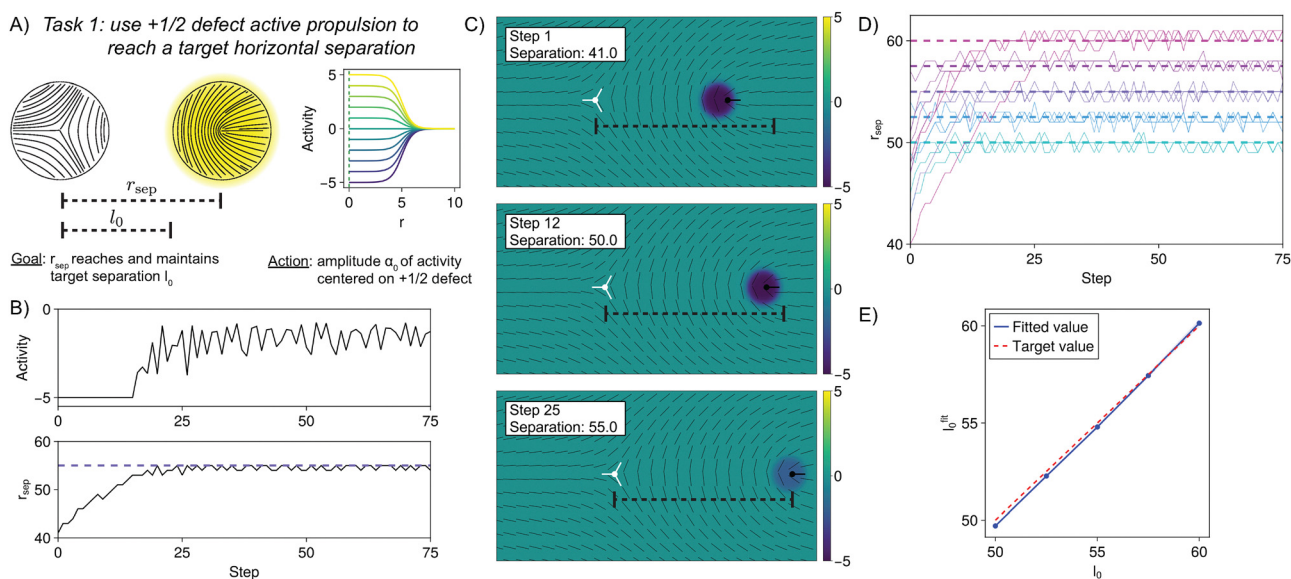 A) Task 1: use +1/2 defect active propulsion to
reach a target horizontal separation
r_sep
l_0
Activity
5
0
−5
0
5
10
r
Goal: r_sep reaches and maintains
target separation l_0
Action: amplitude α_0 of activity
centered on +1/2 defect
B)
Activity
0
−5
0
25
50
75
r_sep
60
50
40
0
25
50
75
Step
C)
Step 1
Separation: 41.0
5
0
−5
Step 12
Separation: 50.0
5
0
−5
Step 25
Separation: 55.0
5
0
−5
D)
r_sep
60
50
40
0
25
50
75
Step
E)
Fitted value
Target value
l_0^fit
60
55
50
50
55
60
l_0